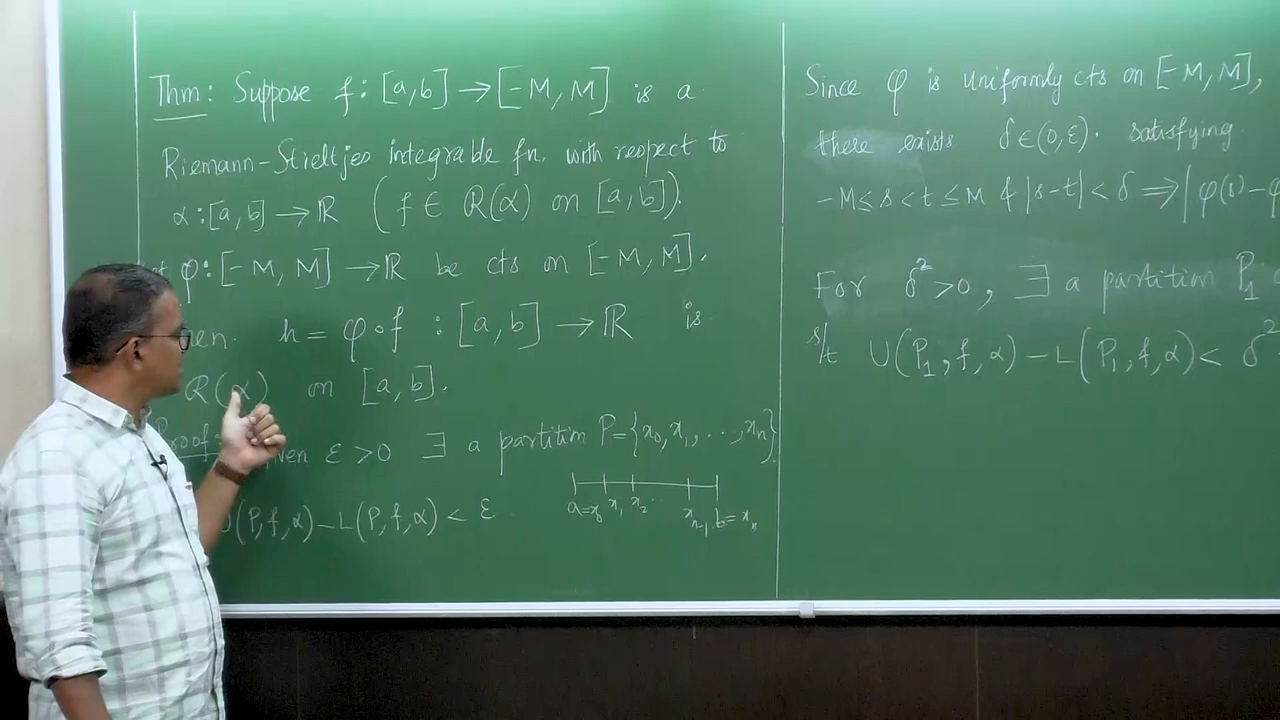 Thm: Suppose f : [a,b] → [-M, M] is a
Riemann-Stieltjes integrable fn. with respect to
α : [a,b] → ℝ (f ∈ R(α) on [a,b]).
φ : [-M, M] → ℝ be cts on [-M, M].
h = φ∘f : [a,b] → ℝ is
R(α) on [a,b].
Proof: ε > 0 ∃ a partition P = {x₀, x₁, ..., xₙ}
U(P, f, α) - L(P, f, α) < ε
a=x₀ x₁ x₂ ... xₙ₋₁ b=xₙ
Since φ is uniformly cts on [-M, M],
there exists δ ∈ (0, ε). satisfying
-M ≤ s < t ≤ M & |s-t| < δ ⟹ |φ(s) - φ
For δ² > 0, ∃ a partition P₁
s/t U(P₁, f, α) - L(P₁, f, α) < δ²